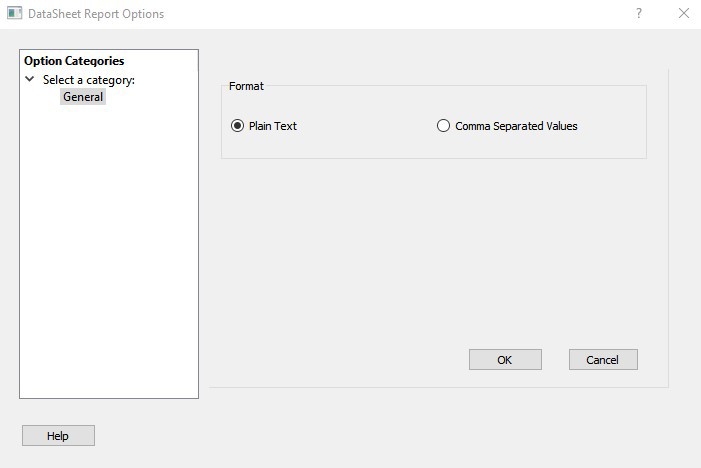 DataSheet Report Options
?
Option Categories
Select a category:
General
Format
Plain Text
Comma Separated Values
OK
Cancel
Help